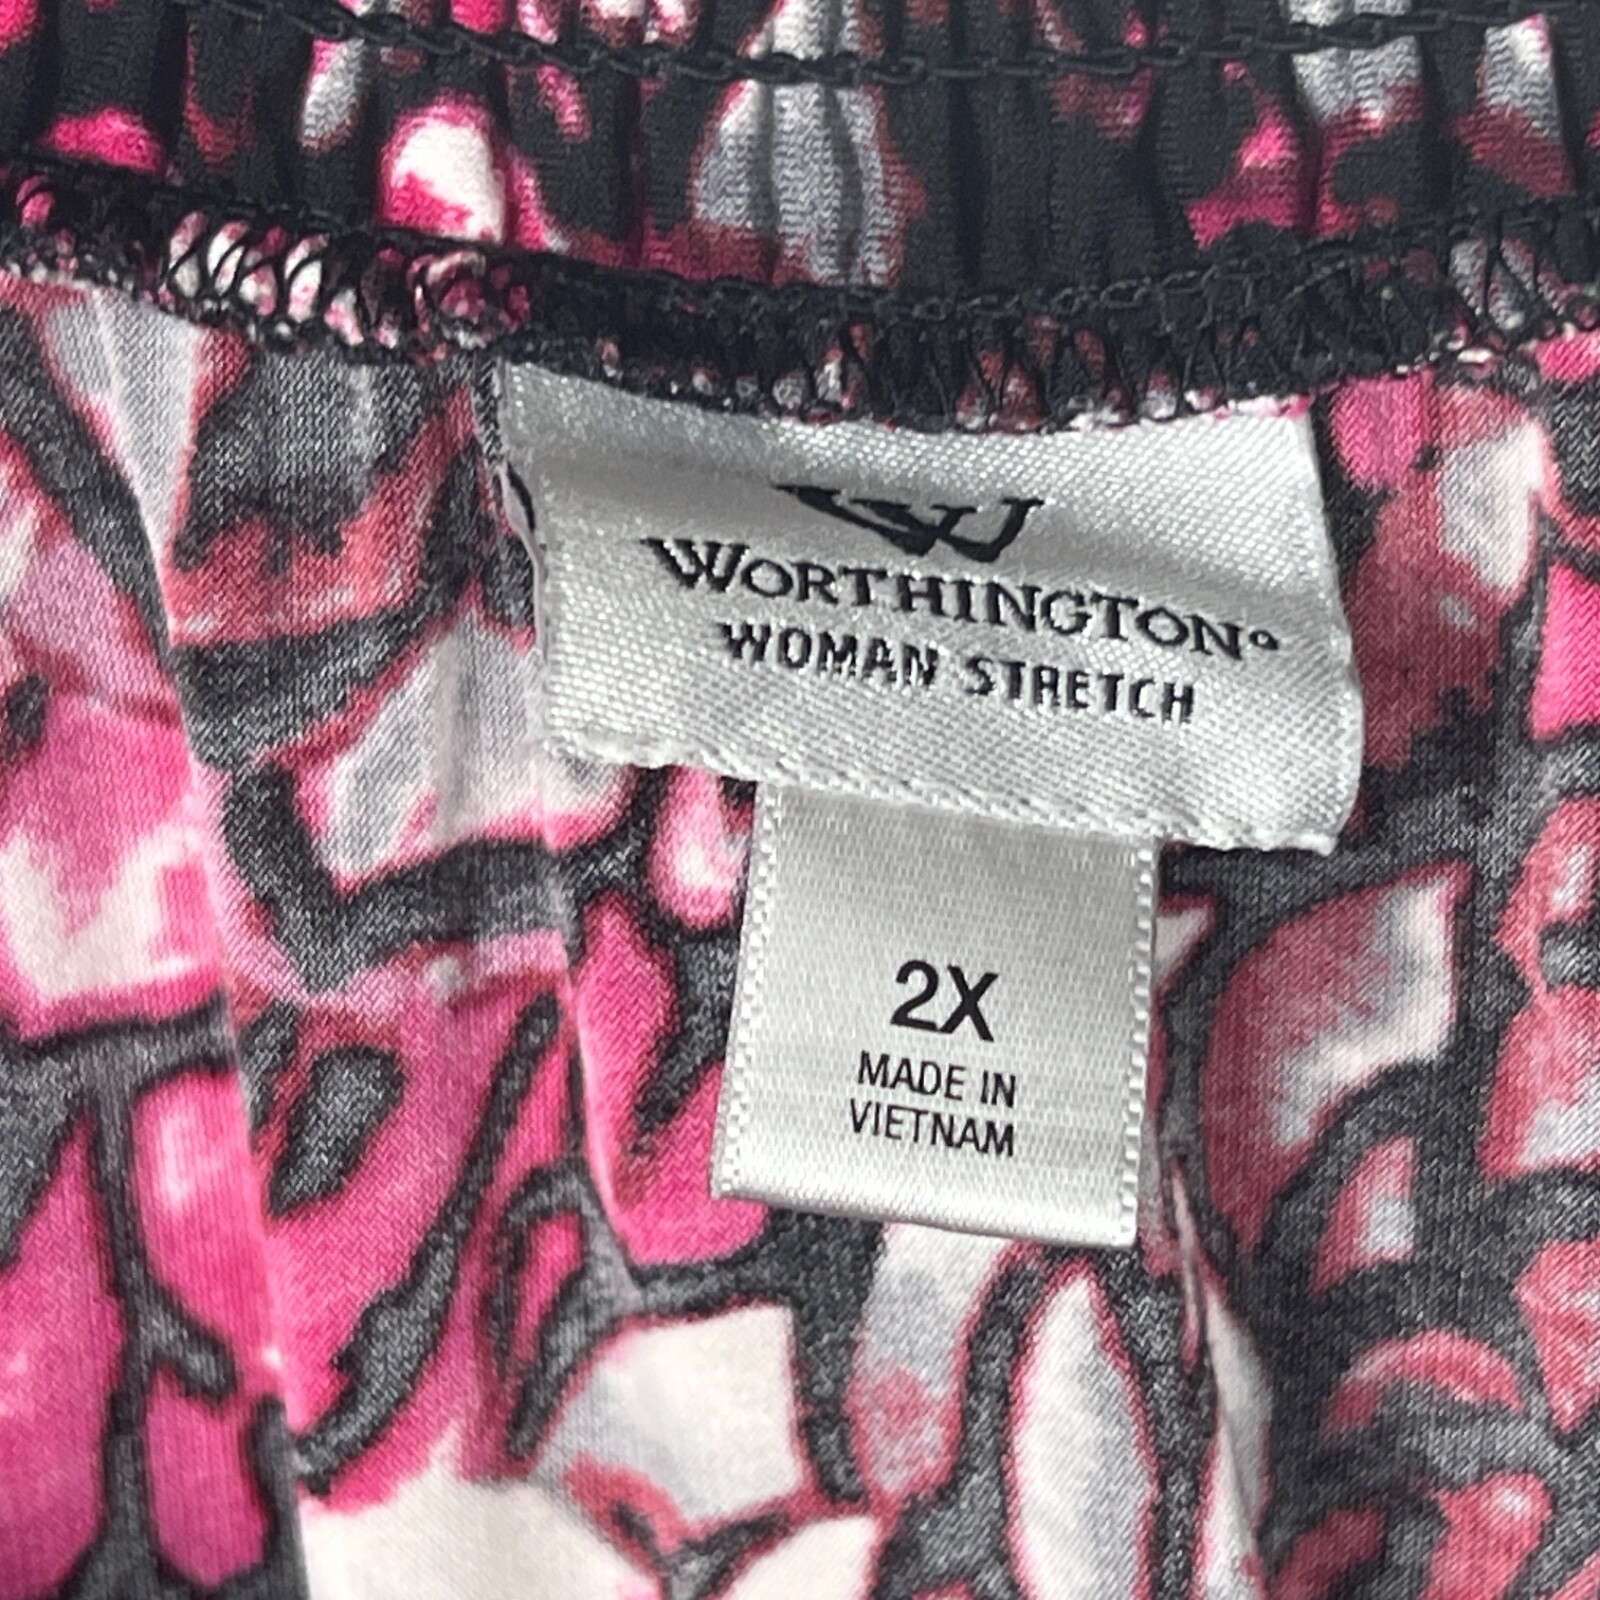 W
WORTHINGTON®
WOMAN STRETCH
2X
MADE IN
VIETNAM